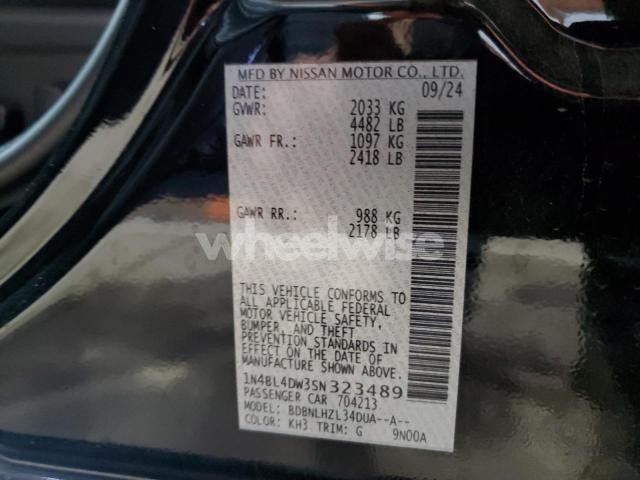 MFD BY NISSAN MOTOR CO., LTD.
DATE: 09/24
GVWR: 2033 KG
4482 LB
GAWR FR.: 1097 KG
2418 LB
GAWR RR.: 988 KG
2178 LB
wheelwise
THIS VEHICLE CONFORMS TO
ALL APPLICABLE FEDERAL
MOTOR VEHICLE SAFETY,
BUMPER, AND THEFT
PREVENTION STANDARDS IN
EFFECT ON THE DATE OF
MANUFACTURE SHOWN ABOVE.
1N4BL4DW3SN323489
PASSENGER CAR 704213
MODEL: BDBNLHZL34DUA--A--
COLOR: KH3 TRIM: G 9N00A